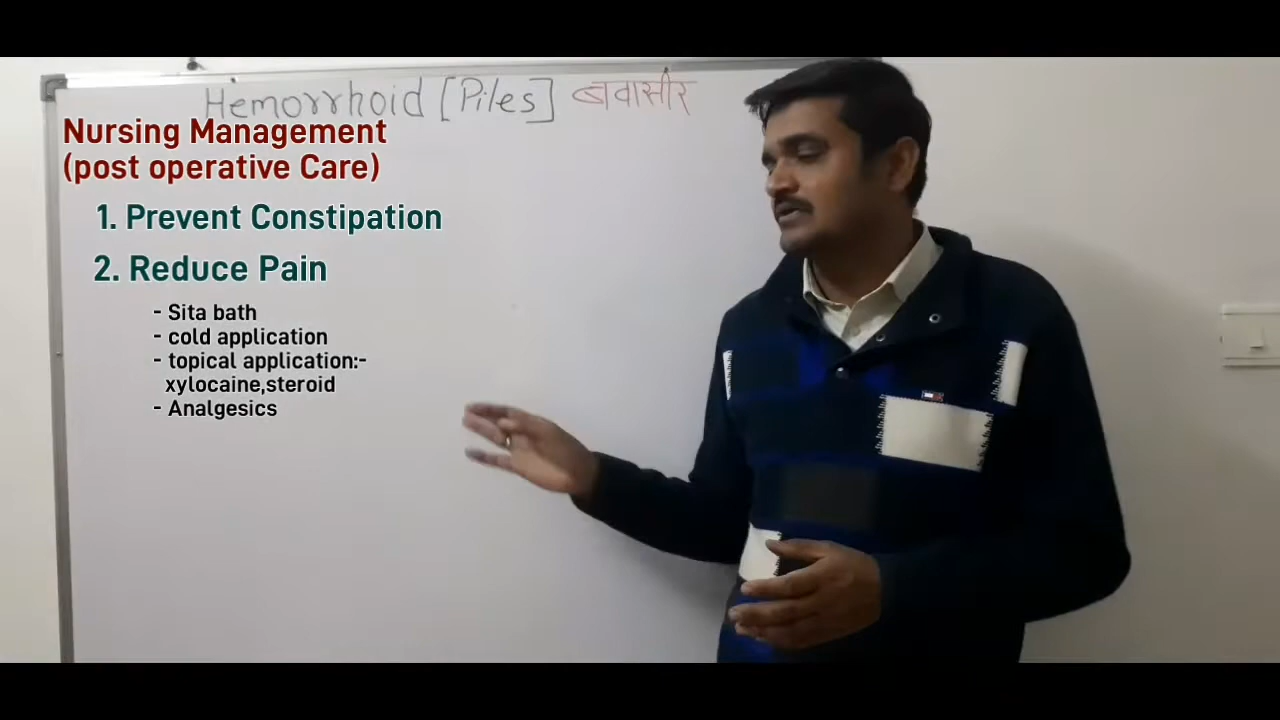 Hemorrhoid [Piles] बवासीर
Nursing Management
(post operative Care)
1. Prevent Constipation
2. Reduce Pain
- Sita bath
- cold application
- topical application:-
xylocaine,steroid
- Analgesics